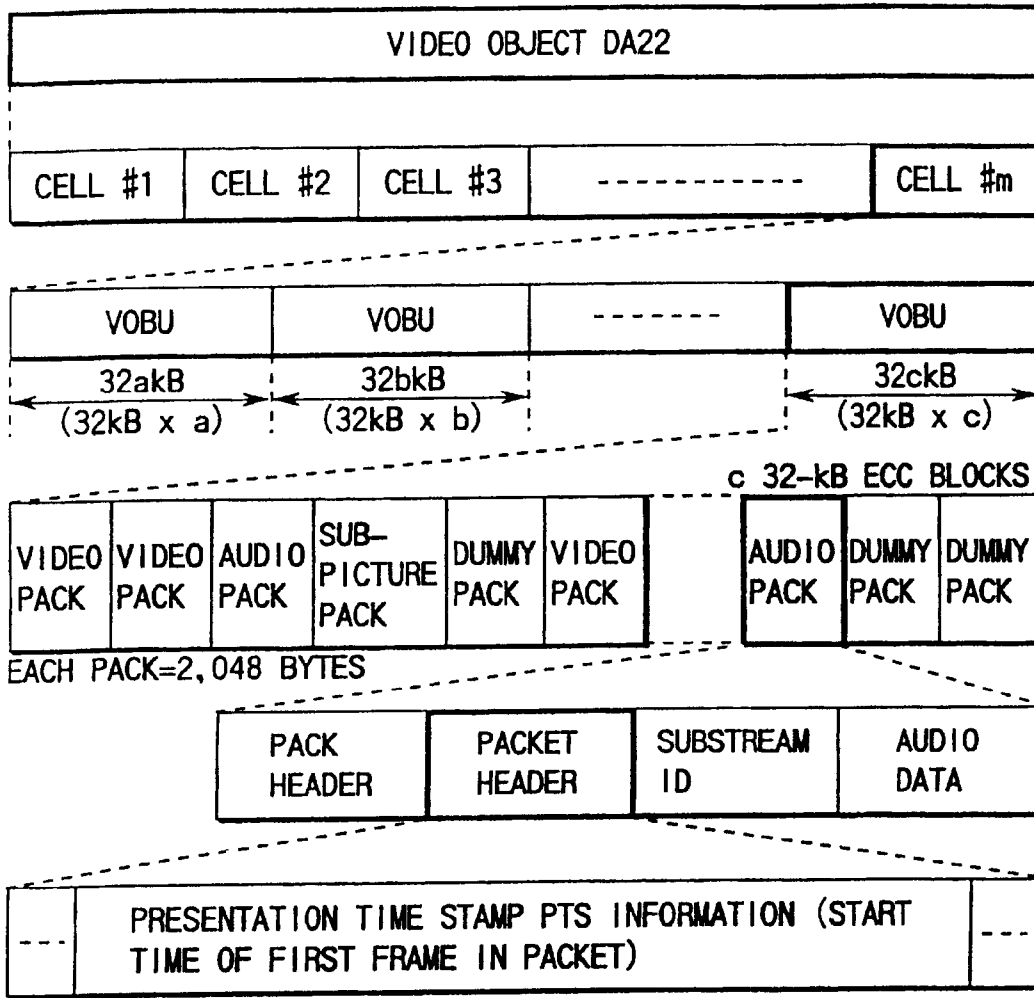 VIDEO OBJECT DA22
CELL #1 CELL #2 CELL #3 ------------ CELL #m
VOBU VOBU ------- VOBU
32akB 32bkB 32ckB
(32kB x a) (32kB x b) (32kB x c)
c 32-kB ECC BLOCKS
VIDEO PACK
VIDEO PACK
AUDIO PACK
SUB-
PICTURE
PACK
DUMMY PACK
VIDEO PACK
AUDIO PACK
DUMMY PACK
DUMMY PACK
EACH PACK=2,048 BYTES
PACK
HEADER
PACKET
HEADER
SUBSTREAM
ID
AUDIO
DATA
--- PRESENTATION TIME STAMP PTS INFORMATION (START ---
TIME OF FIRST FRAME IN PACKET)